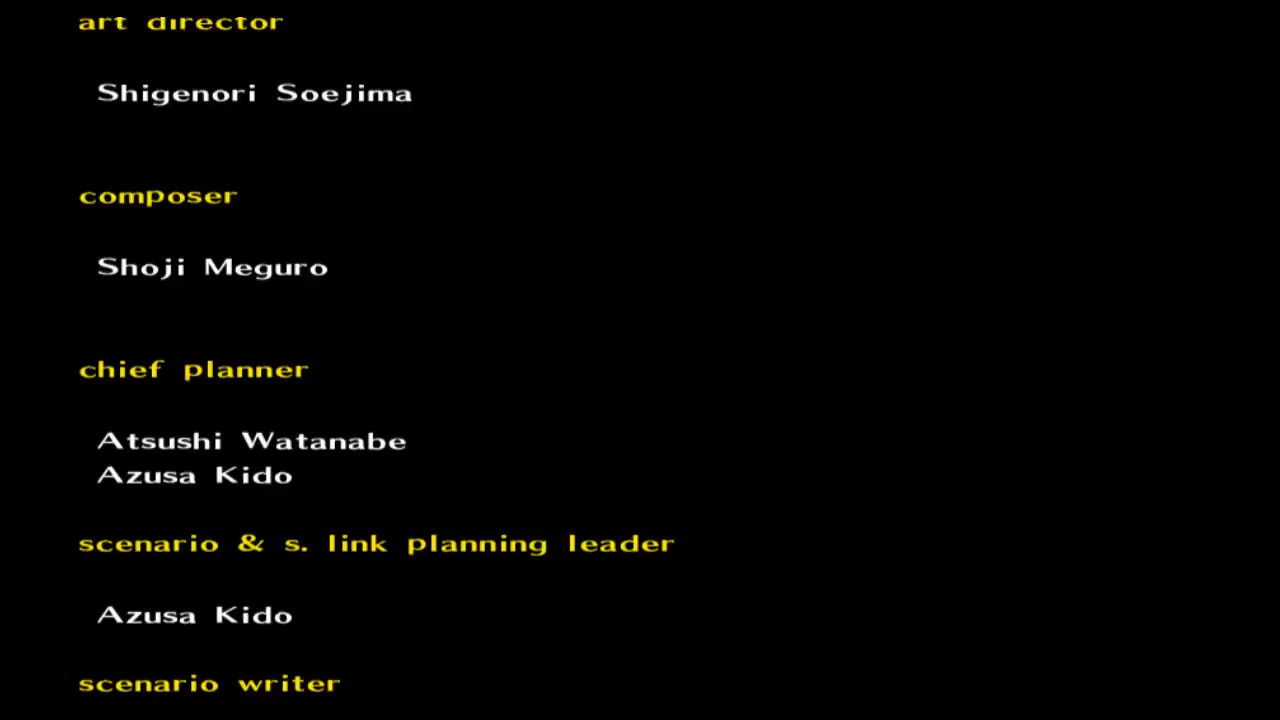 art director
Shigenori Soejima
composer
Shoji Meguro
chief planner
Atsushi Watanabe
Azusa Kido
scenario & s. link planning leader
Azusa Kido
scenario writer